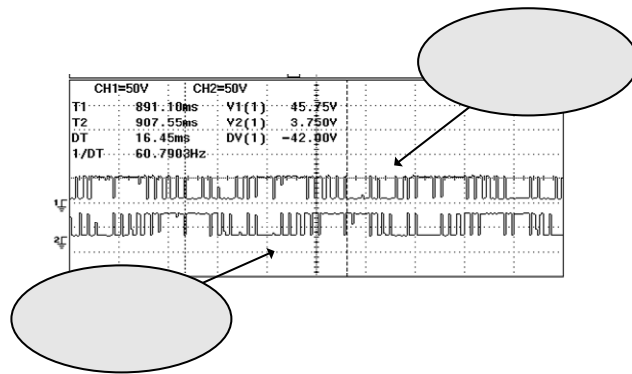 CH1=50V CH2=50V
T1 891.10ms V1(1) 45.75V
T2 907.55ms V2(1) 3.750V
DT 16.45ms DV(1) -42.00V
1/DT 60.7903Hz
1
2